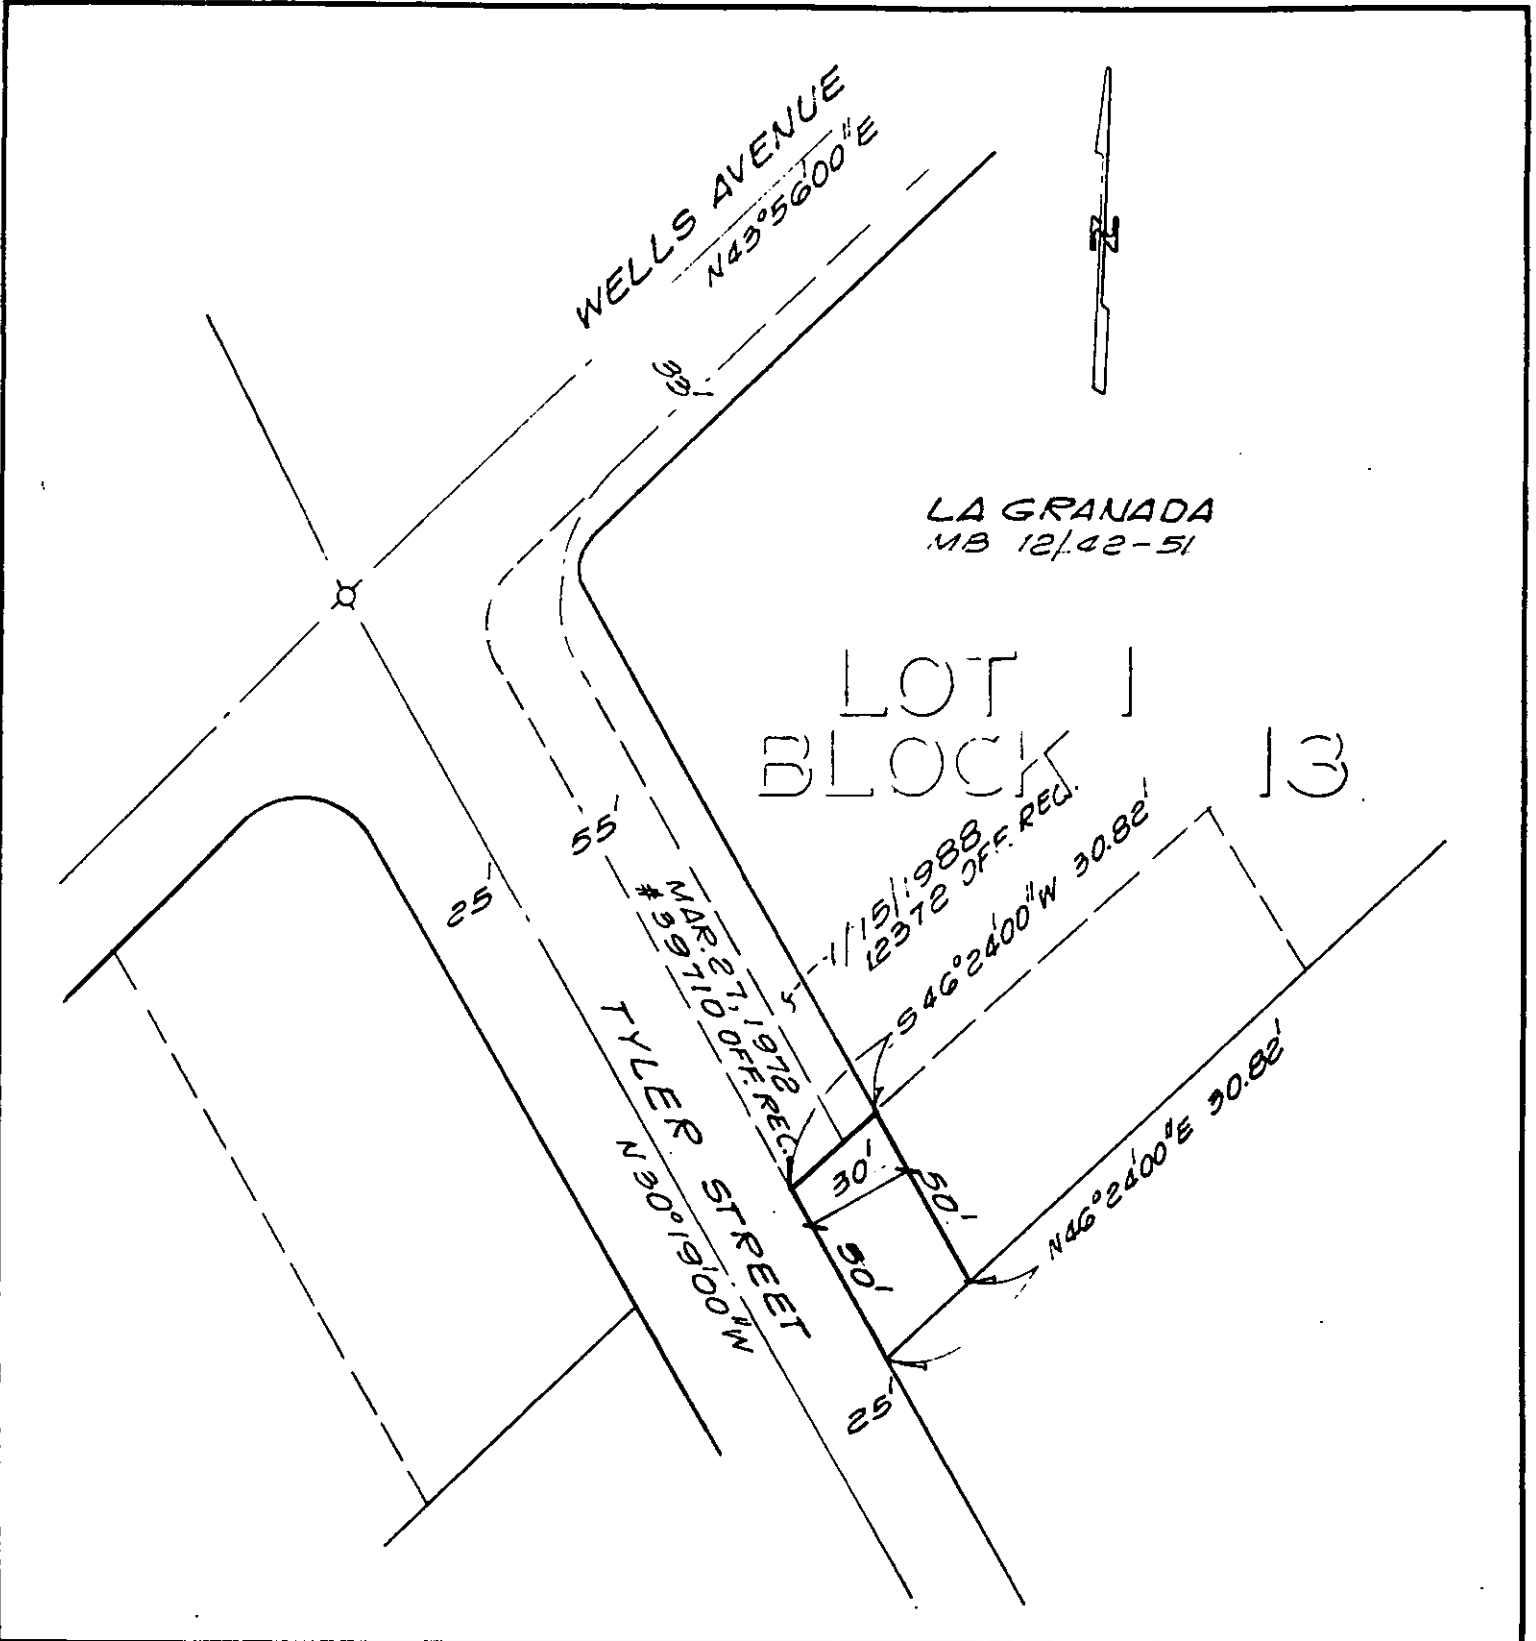 WELLS AVENUE
N43°56'00"E
N
33'
LA GRANADA
MB 12/42-51
LOT 1
BLOCK 13
55'
25'
1/15/1988
12372 OFF. REC.
S46°24'00"W 30.82'
MAR. 27, 1972
#39710 OFF. REC.
TYLER STREET
N30°19'00"W
30'
50'
50'
N46°24'00"E 30.82'
25'